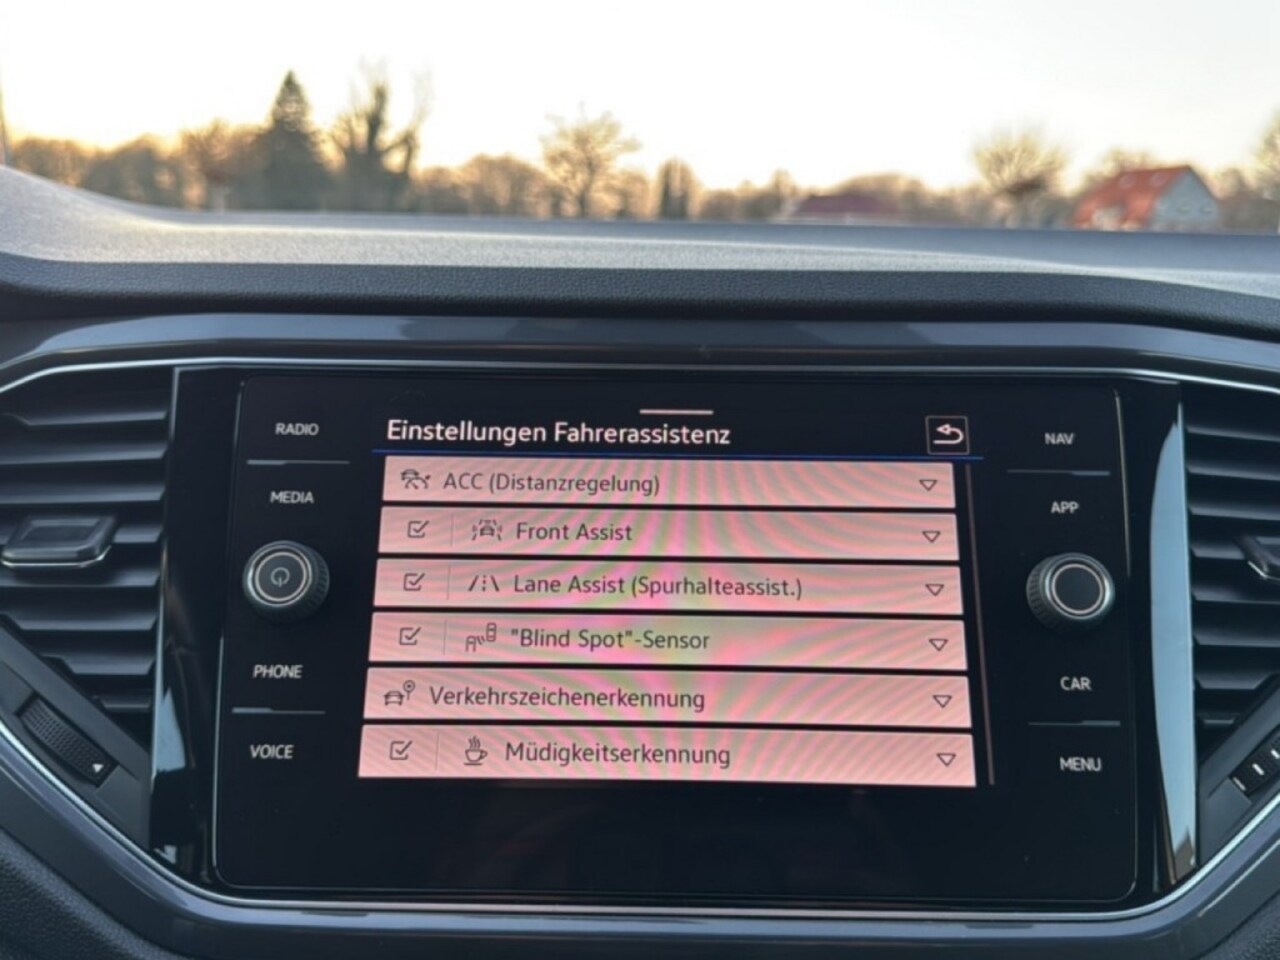 RADIO
MEDIA
PHONE
VOICE
Einstellungen Fahrerassistenz
ACC (Distanzregelung)
Front Assist
Lane Assist (Spurhalteassist.)
"Blind Spot"-Sensor
Verkehrszeichenerkennung
Müdigkeitserkennung
NAV
APP
CAR
MENU